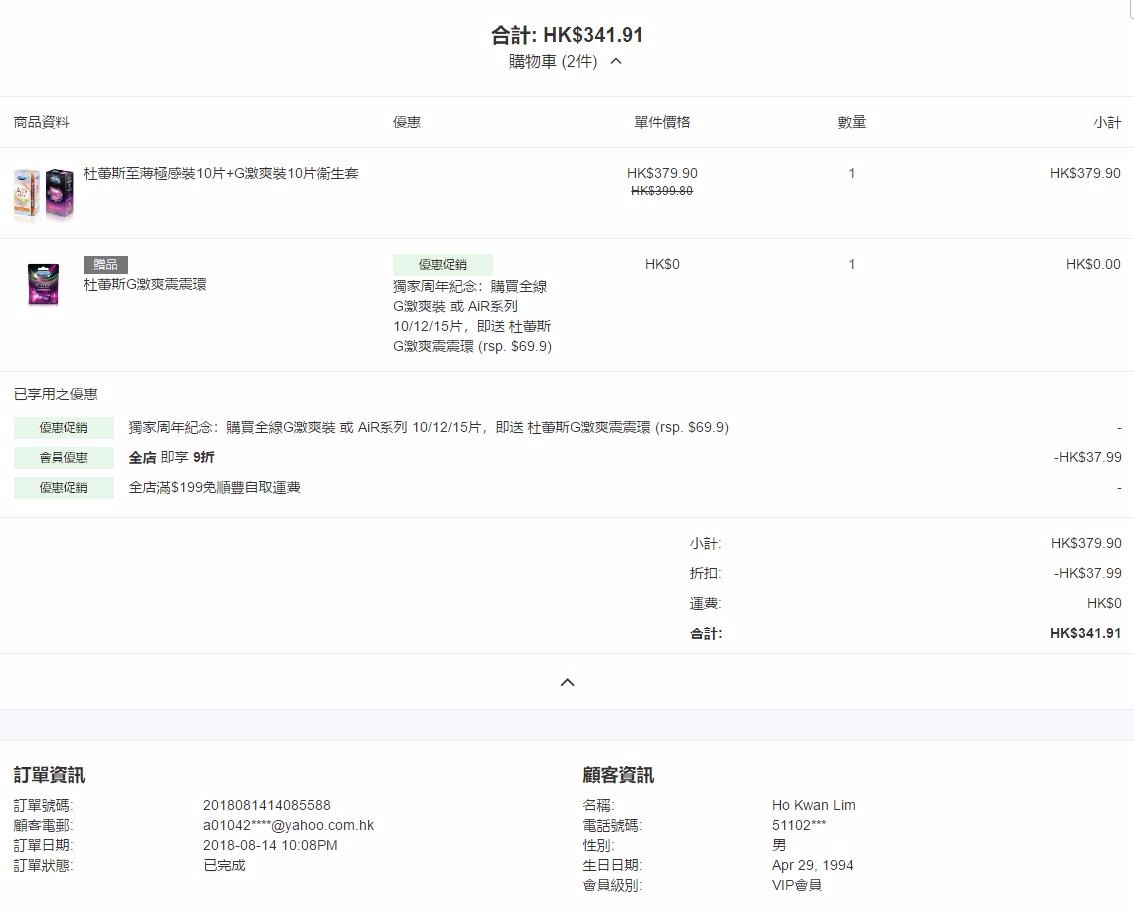 合計: HK$341.91
購物車 (2件)
商品資料 優惠 單件價格 數量 小計
杜蕾斯至薄極感裝10片+G激爽裝10片衞生套 HK$379.90 1 HK$379.90
HK$399.80
贈品 優惠促銷 HK$0 1 HK$0.00
杜蕾斯G激爽震震環
獨家周年紀念：購買全線
G激爽裝 或 AiR系列
10/12/15片，即送 杜蕾斯
G激爽震震環 (rsp. $69.9)
已享用之優惠
優惠促銷 獨家周年紀念：購買全線G激爽裝 或 AiR系列 10/12/15片，即送 杜蕾斯G激爽震震環 (rsp. $69.9) -
會員優惠 全店 即享 9折 -HK$37.99
優惠促銷 全店滿$199免順豐自取運費 -
小計: HK$379.90
折扣: -HK$37.99
運費: HK$0
合計: HK$341.91
訂單資訊
訂單號碼: 2018081414085588
顧客電郵: a01042****@yahoo.com.hk
訂單日期: 2018-08-14 10:08PM
訂單狀態: 已完成
顧客資訊
名稱: Ho Kwan Lim
電話號碼: 51102***
性別: 男
生日日期: Apr 29, 1994
會員級別: VIP會員